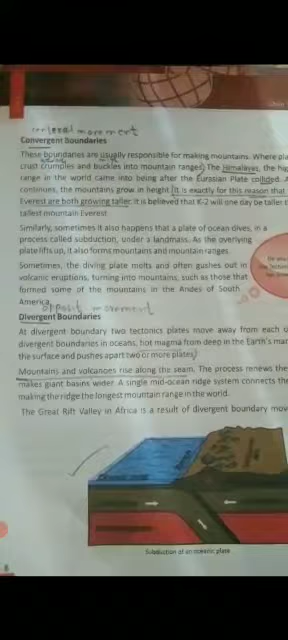 movement
Convergent Boundaries
These boundaries are usually responsible for making mountains. Where pla
crust crumples and buckles into mountain ranges. The Himalayas, the hig
range in the world came into being after the Eurasian Plate collided. A
continues, the mountains grow in height. It is exactly for this reason that
Everest are both growing taller. It is believed that K-2 will one day be taller t
tallest mountain Everest.
Similarly, sometimes it also happens that a plate of ocean dives, in a
process called subduction, under a landmass. As the overlying
plate lifts up, it also forms mountains and mountain ranges.
Sometimes, the diving plate melts and often gushes out in
volcanic eruptions, turning into mountains, such as those that
formed some of the mountains in the Andes of South
America.
opposit movement
Divergent Boundaries
At divergent boundary two tectonics plates move away from each o
divergent boundaries in oceans, hot magma from deep in the Earth's man
the surface and pushes apart two or more plates.
Mountains and volcanoes rise along the seam. The process renews the
makes giant basins wider. A single mid-ocean ridge system connects the
making the ridge the longest mountain range in the world.
The Great Rift Valley in Africa is a result of divergent boundary mov
Subduction of an oceanic plate
8